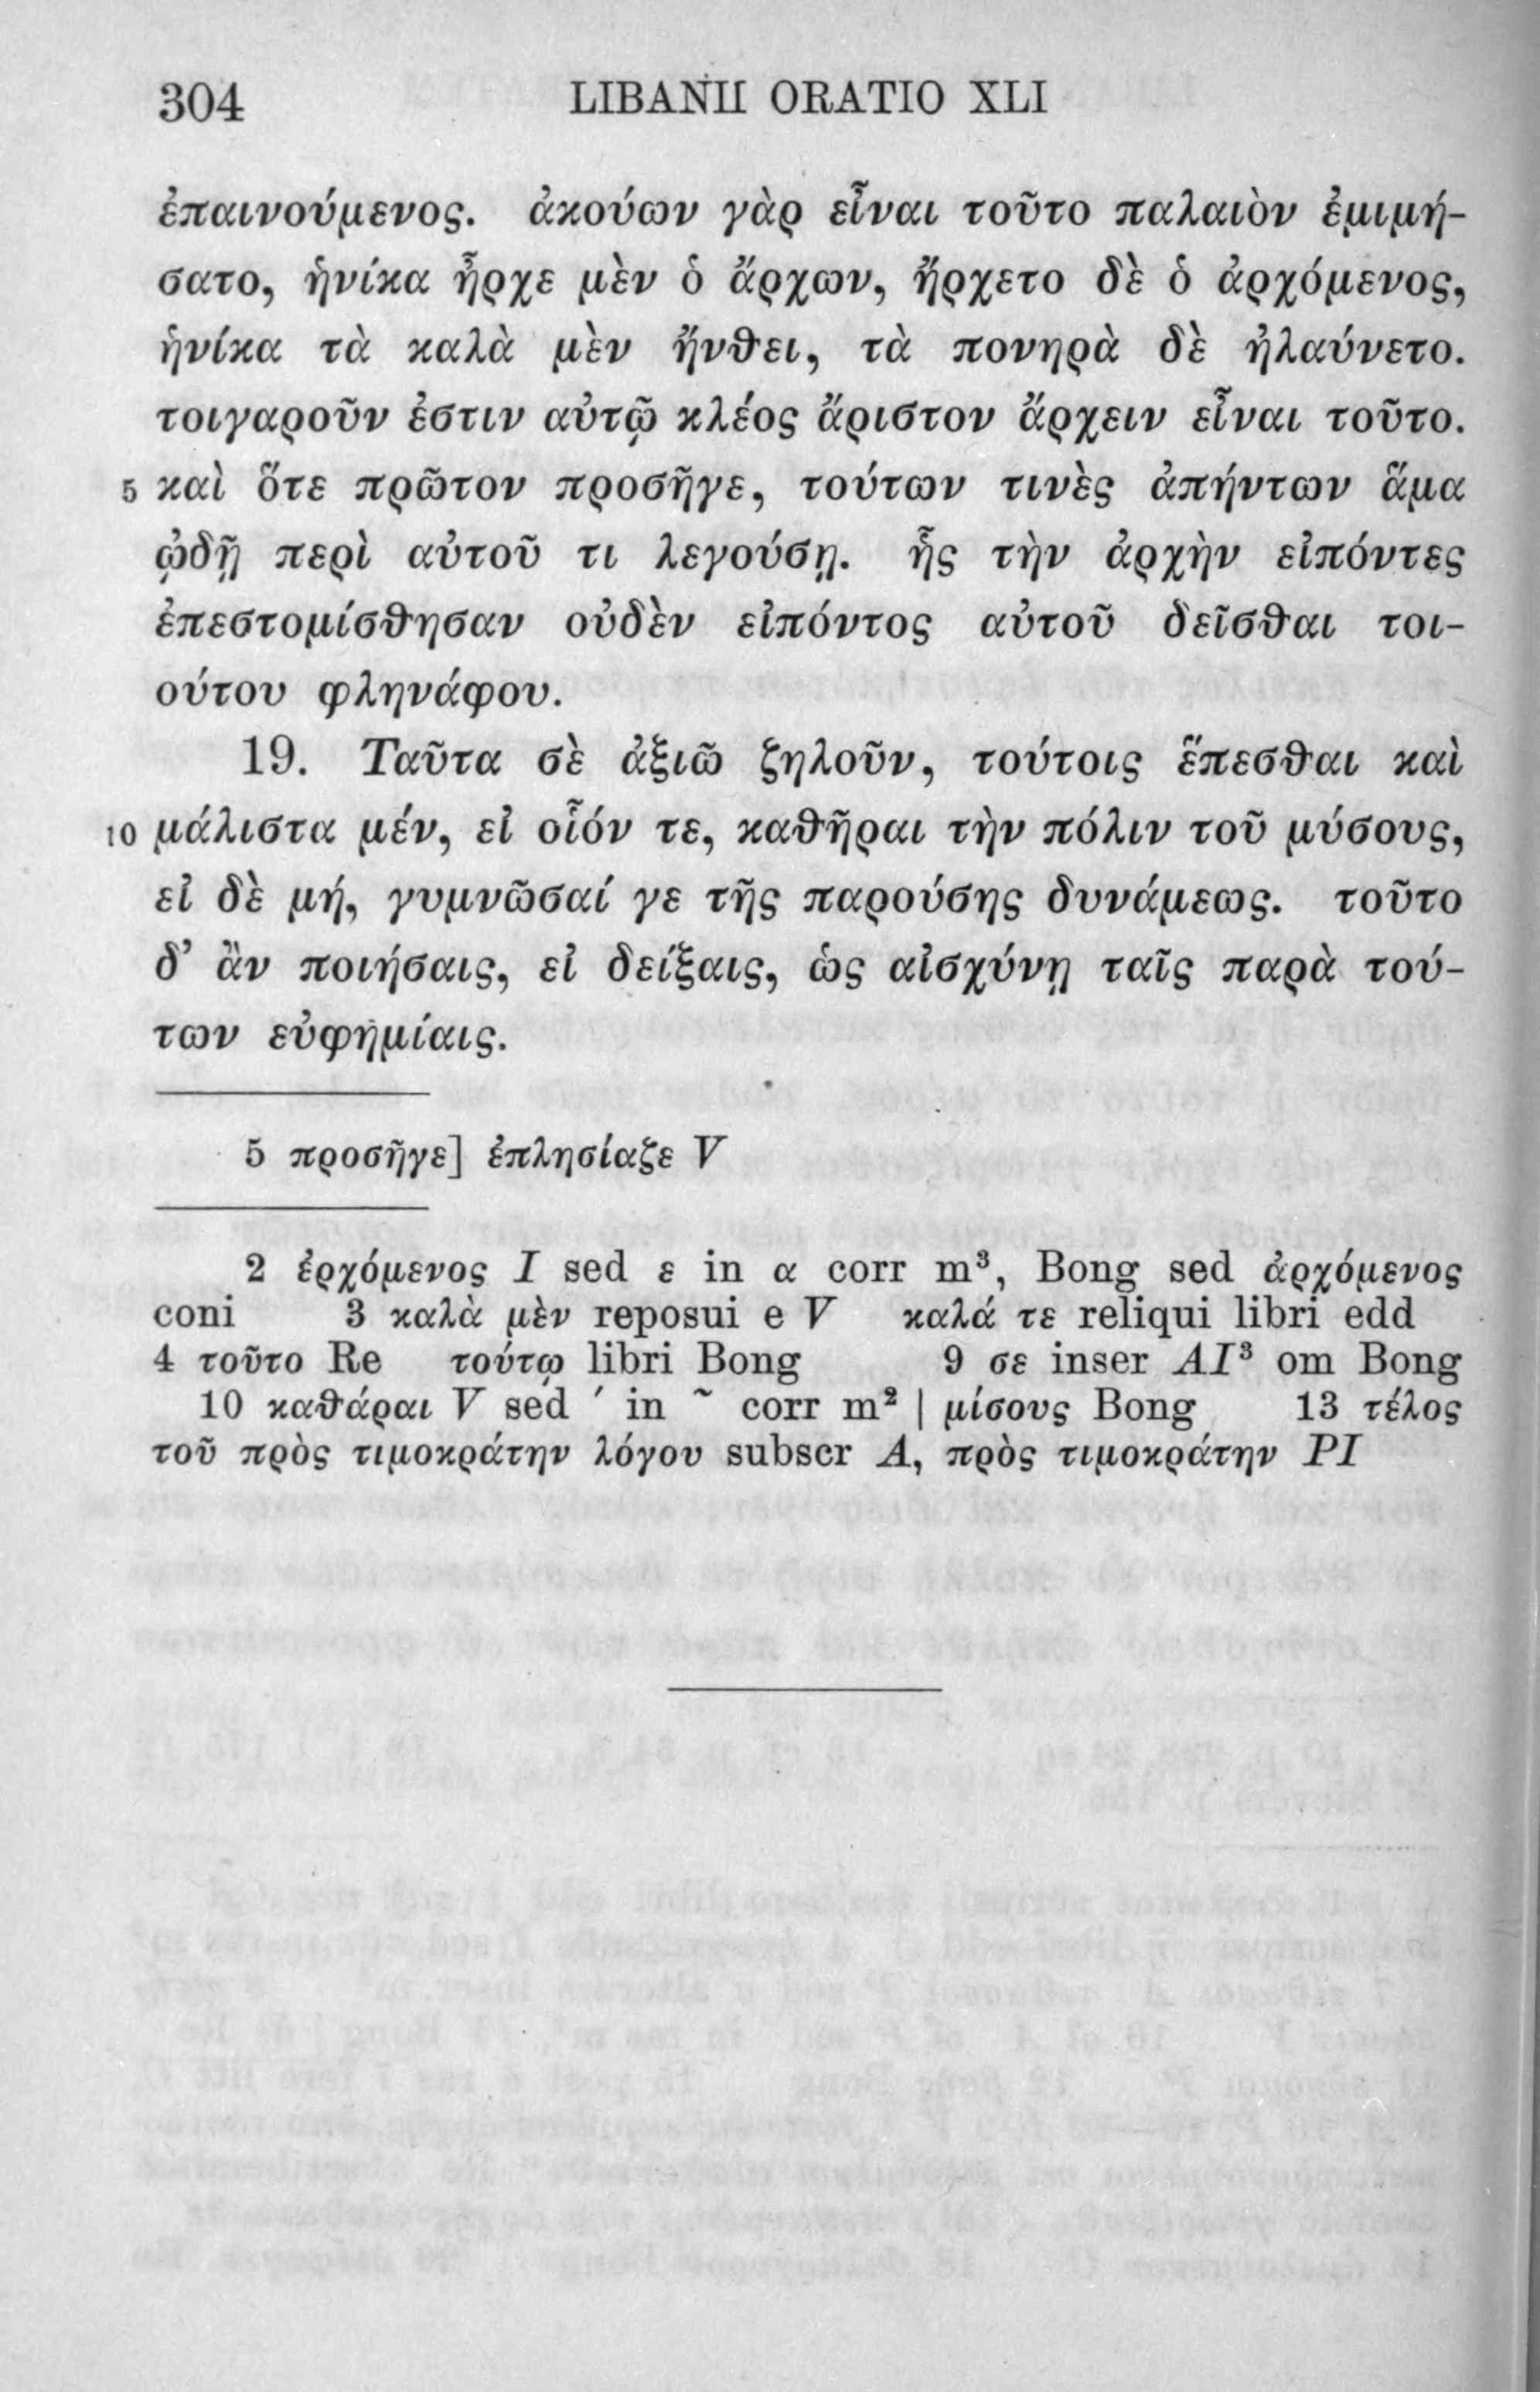 304 LIBANII ORATIO XLI
ἐπαινούμενος. ἀκούων γὰρ εἶναι τοῦτο παλαιὸν ἐμιμή-
σατο, ἡνίκα ἦρχε μὲν ὁ ἄρχων, ἤρχετο δὲ ὁ ἀρχόμενος,
ἡνίκα τὰ καλὰ μὲν ἤνθει, τὰ πονηρὰ δὲ ἠλαύνετο.
τοιγαροῦν ἐστιν αὐτῷ κλέος ἄριστον ἄρχειν εἶναι τοῦτο.
5 καὶ ὅτε πρῶτον προσῆγε, τούτων τινὲς ἀπήντων ἅμα
ᾠδῇ περὶ αὐτοῦ τι λεγούσῃ. ἧς τὴν ἀρχὴν εἰπόντες
ἐπεστομίσθησαν οὐδὲν εἰπόντος αὐτοῦ δεῖσθαι τοι-
ούτου φληνάφου.
19. Ταῦτα σὲ ἀξιῶ ζηλοῦν, τούτοις ἕπεσθαι καὶ
10 μάλιστα μέν, εἰ οἷόν τε, καθῆραι τὴν πόλιν τοῦ μύσους,
εἰ δὲ μή, γυμνῶσαί γε τῆς παρούσης δυνάμεως. τοῦτο
δ’ ἂν ποιήσαις, εἰ δείξαις, ὡς αἰσχύνῃ ταῖς παρὰ τού-
των εὐφημίαις.
5 προσῆγε] ἐπλησίαζε V
2 ἐρχόμενος I sed ε in α corr m³, Bong sed ἀρχόμενος
coni 3 καλὰ μὲν reposui e V καλά τε reliqui libri edd
4 τοῦτο Re τούτῳ libri Bong 9 σε inser AI³ om Bong
10 καθάραι V sed ´ in ῀ corr m² | μίσους Bong 13 τέλος
τοῦ πρὸς τιμοκράτην λόγου subscr A, πρὸς τιμοκράτην PI